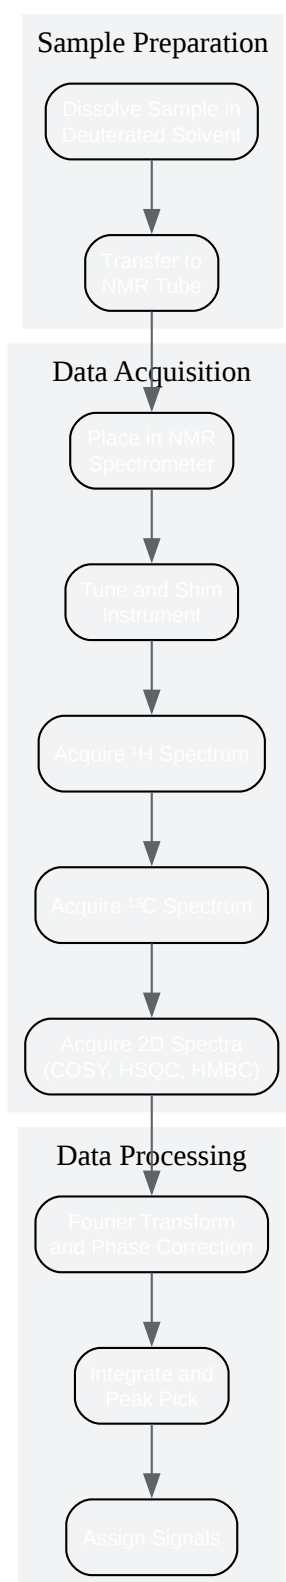 Sample Preparation
Dissolve Sample in
Deuterated Solvent
Transfer to
NMR Tube
Data Acquisition
Place in NMR
Spectrometer
Tune and Shim
Instrument
Acquire ¹H Spectrum
Acquire ¹³C Spectrum
Acquire 2D Spectra
(COSY, HSQC, HMBC)
Data Processing
Fourier Transform
and Phase Correction
Integrate and
Peak Pick
Assign Signals